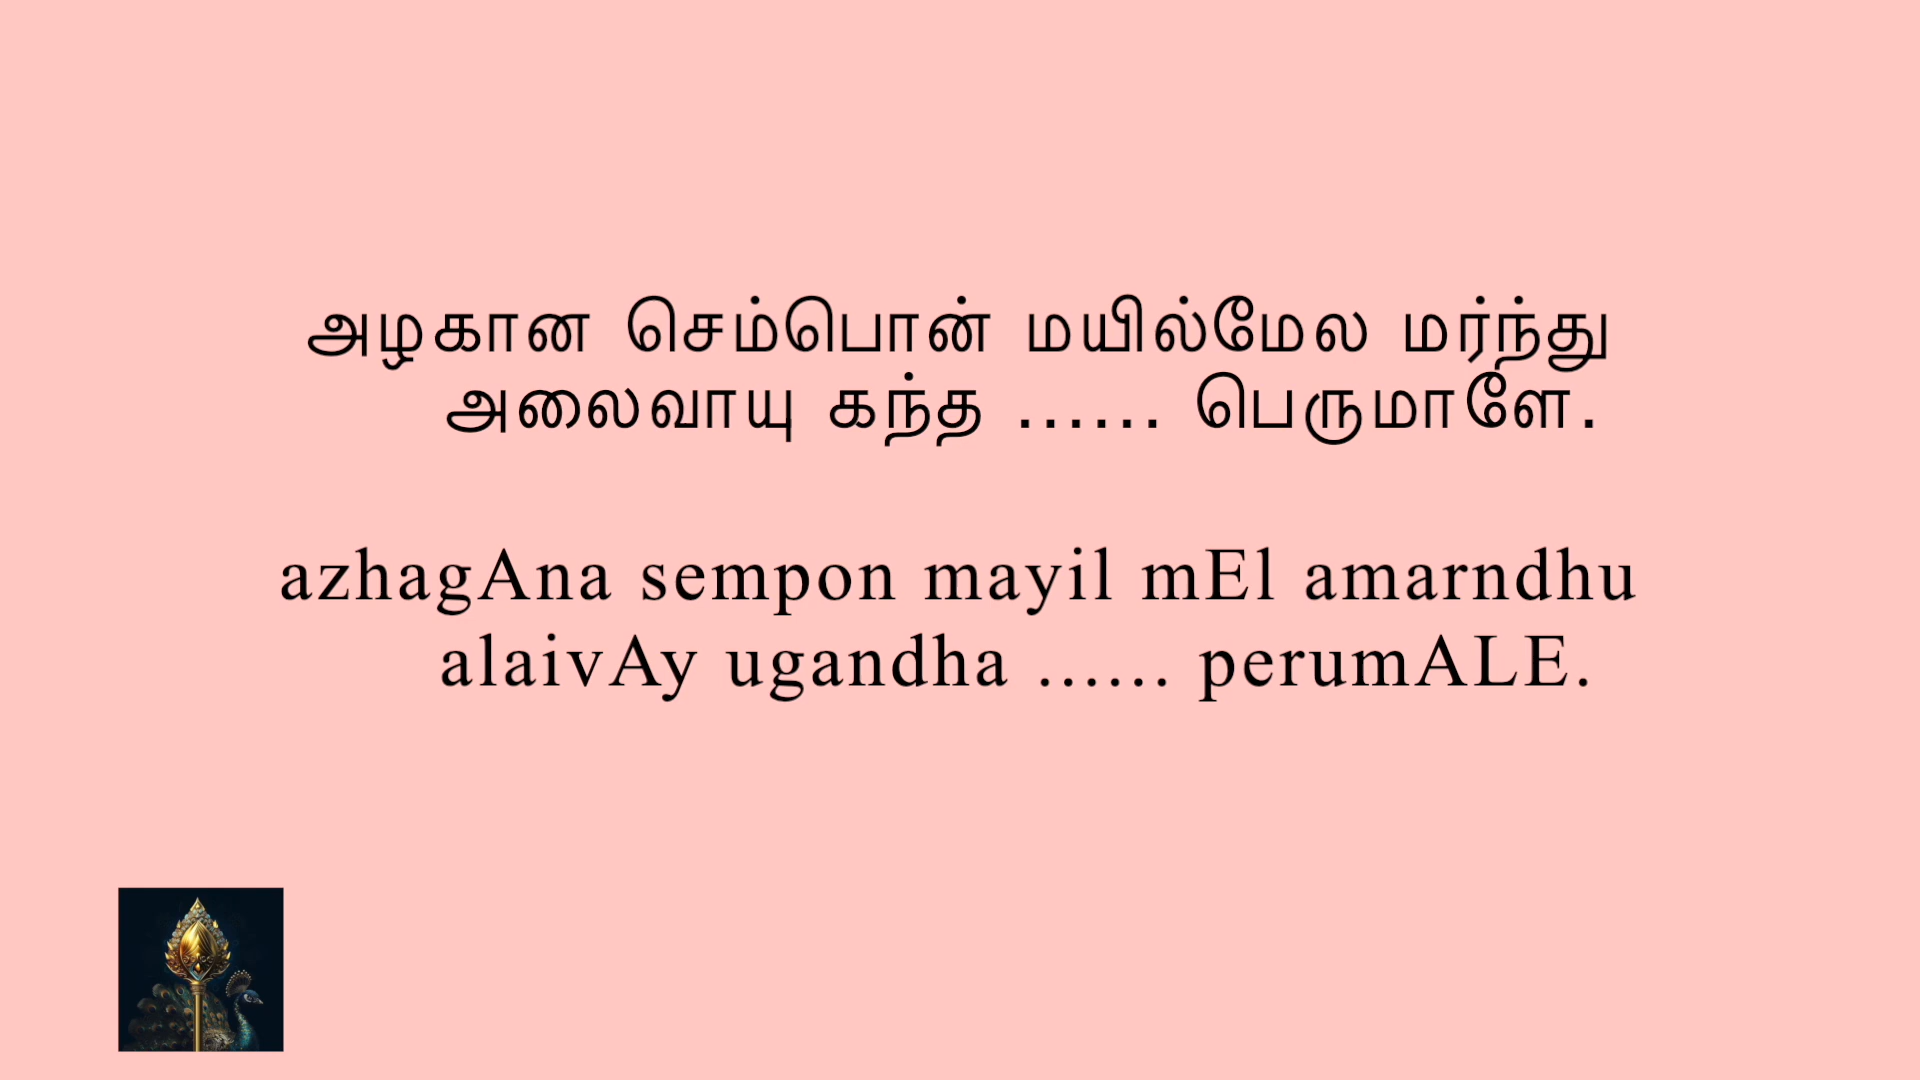 அழகான செம்பொன் மயில்மேல மர்ந்து
அலைவாயு கந்த ...... பெருமாளே.
azhagAna sempon mayil mEl amarndhu
alaivAy ugandha ...... perumALE.